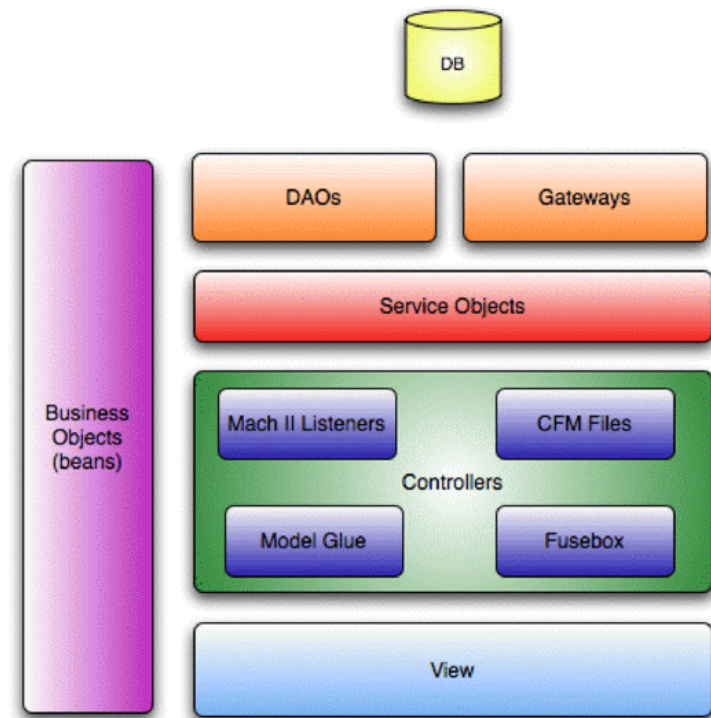 DB
DAOs
Gateways
Service Objects
Business
Objects
(beans)
Mach II Listeners
CFM Files
Controllers
Model Glue
Fusebox
View